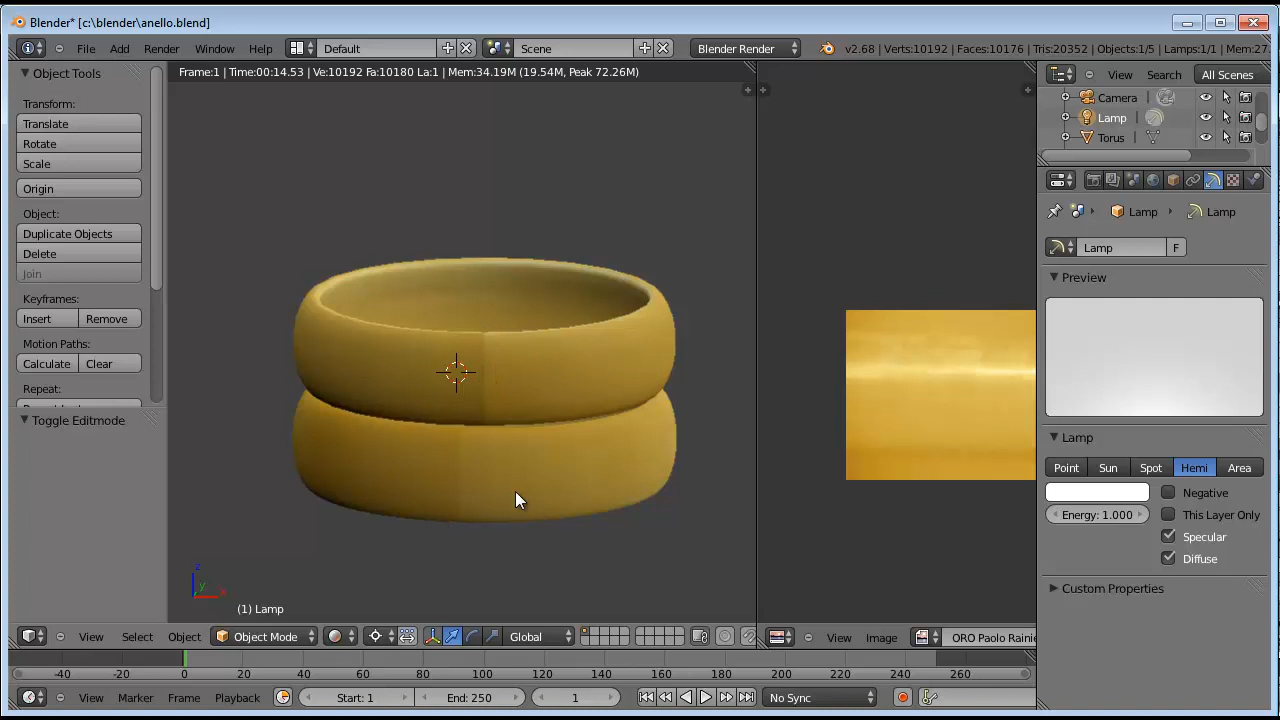 Blender* [c:\blender\anello.blend]
File Add Render Window Help Default Scene Blender Render v2.68 | Verts:10192 | Faces:10176 | Tris:20352 | Objects:1/5 | Lamps:1/1 | Mem:27.
Object Tools
Transform:
Translate
Rotate
Scale
Origin
Object:
Duplicate Objects
Delete
Join
Keyframes:
Insert Remove
Motion Paths:
Calculate Clear
Repeat:
Toggle Editmode
Frame:1 | Time:00:14.53 | Ve:10192 Fa:10180 La:1 | Mem:34.19M (19.54M, Peak 72.26M)
z
y
x
(1) Lamp
View Select Object Object Mode Global
View Image ORO Paolo Rainie
View Search All Scenes
Camera
Lamp
Torus
Lamp Lamp
Lamp F
Preview
Lamp
Point Sun Spot Hemi Area
Negative
Energy: 1.000 This Layer Only
Specular
Diffuse
Custom Properties
-40 -20 0 20 40 60 80 100 120 140 160 180 200 220 240 260
View Marker Frame Playback Start: 1 End: 250 1 No Sync